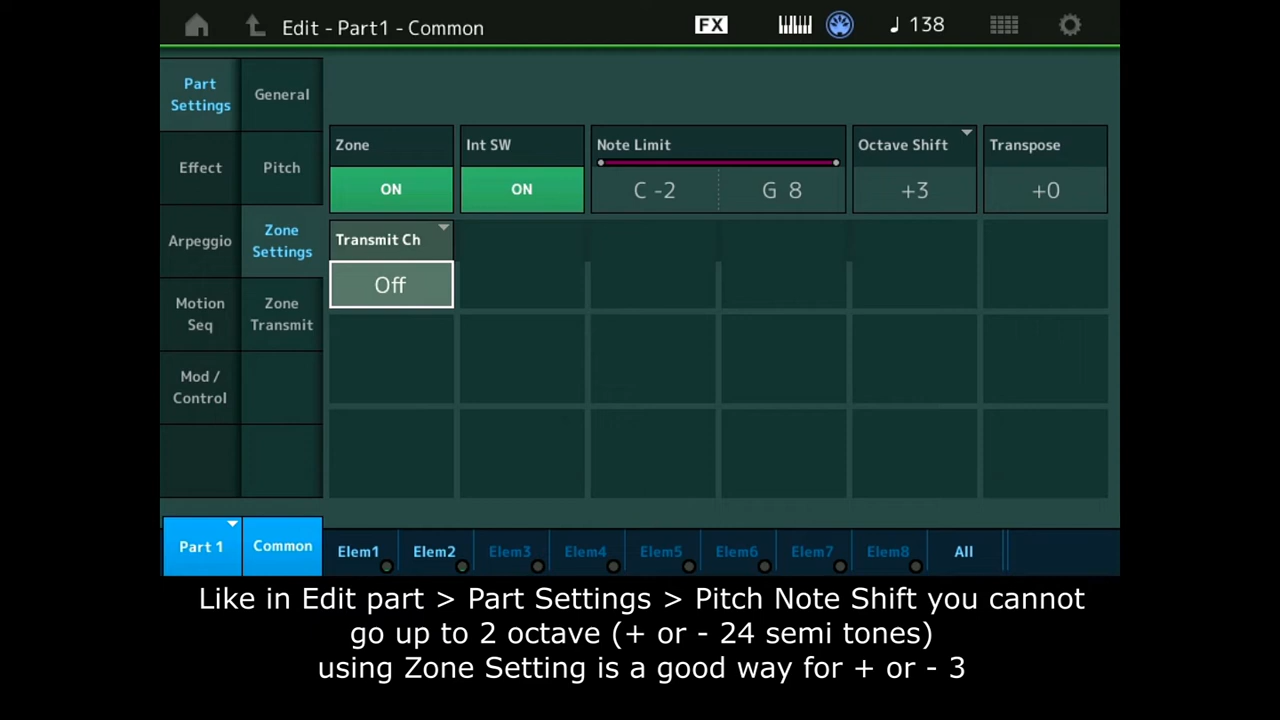 Edit - Part1 - Common
FX
♩ 138
Part
Settings
General
Effect
Pitch
Arpeggio
Zone
Settings
Motion
Seq
Zone
Transmit
Mod /
Control
Zone
ON
Int SW
ON
Note Limit
C -2
G 8
Octave Shift
+3
Transpose
+0
Transmit Ch
Off
Part 1
Common
Elem1
Elem2
Elem3
Elem4
Elem5
Elem6
Elem7
Elem8
All
Like in Edit part > Part Settings > Pitch Note Shift you cannot
go up to 2 octave (+ or - 24 semi tones)
using Zone Setting is a good way for + or - 3